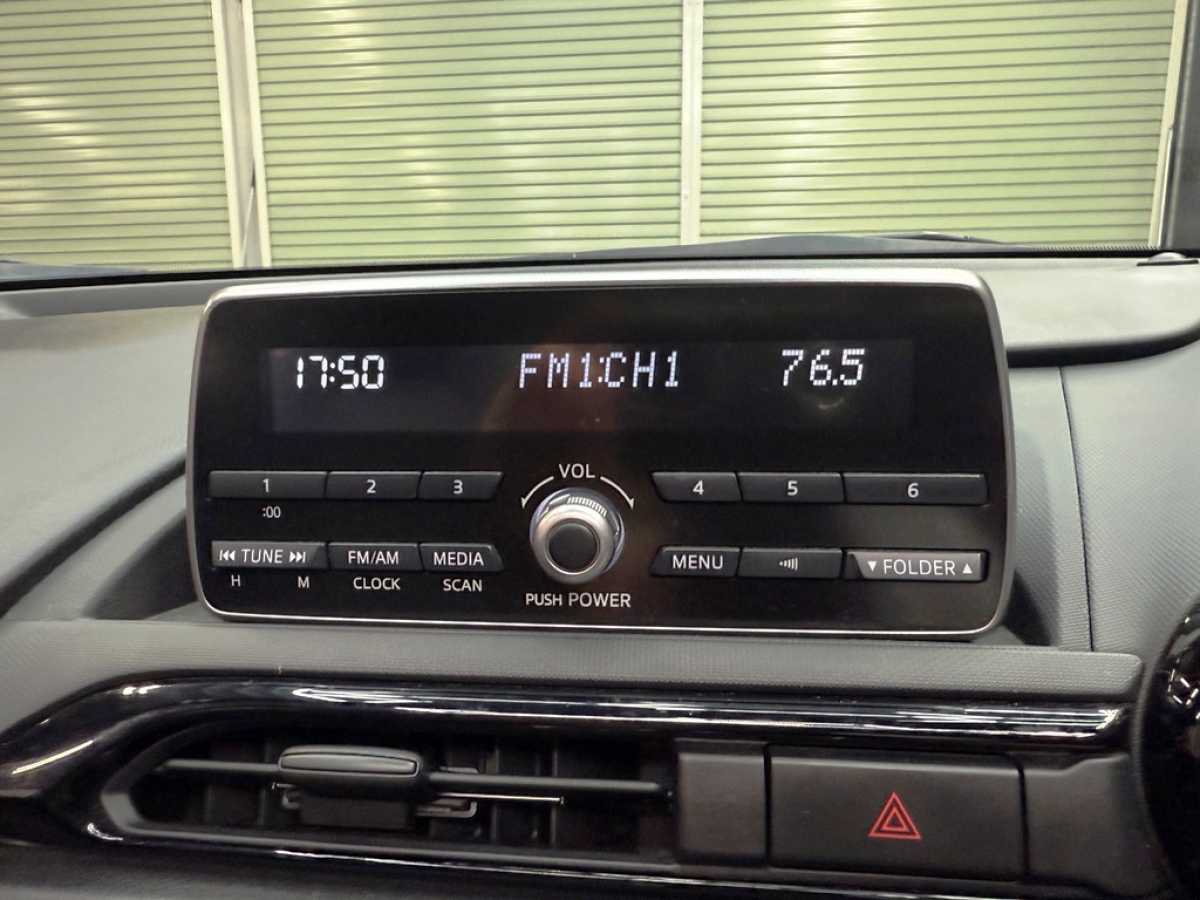 17:50 FM1:CH1 76.5
VOL
1 2 3 4 5 6
:00
TUNE FM/AM MEDIA MENU ▼ FOLDER ▲
H M CLOCK SCAN
PUSH POWER